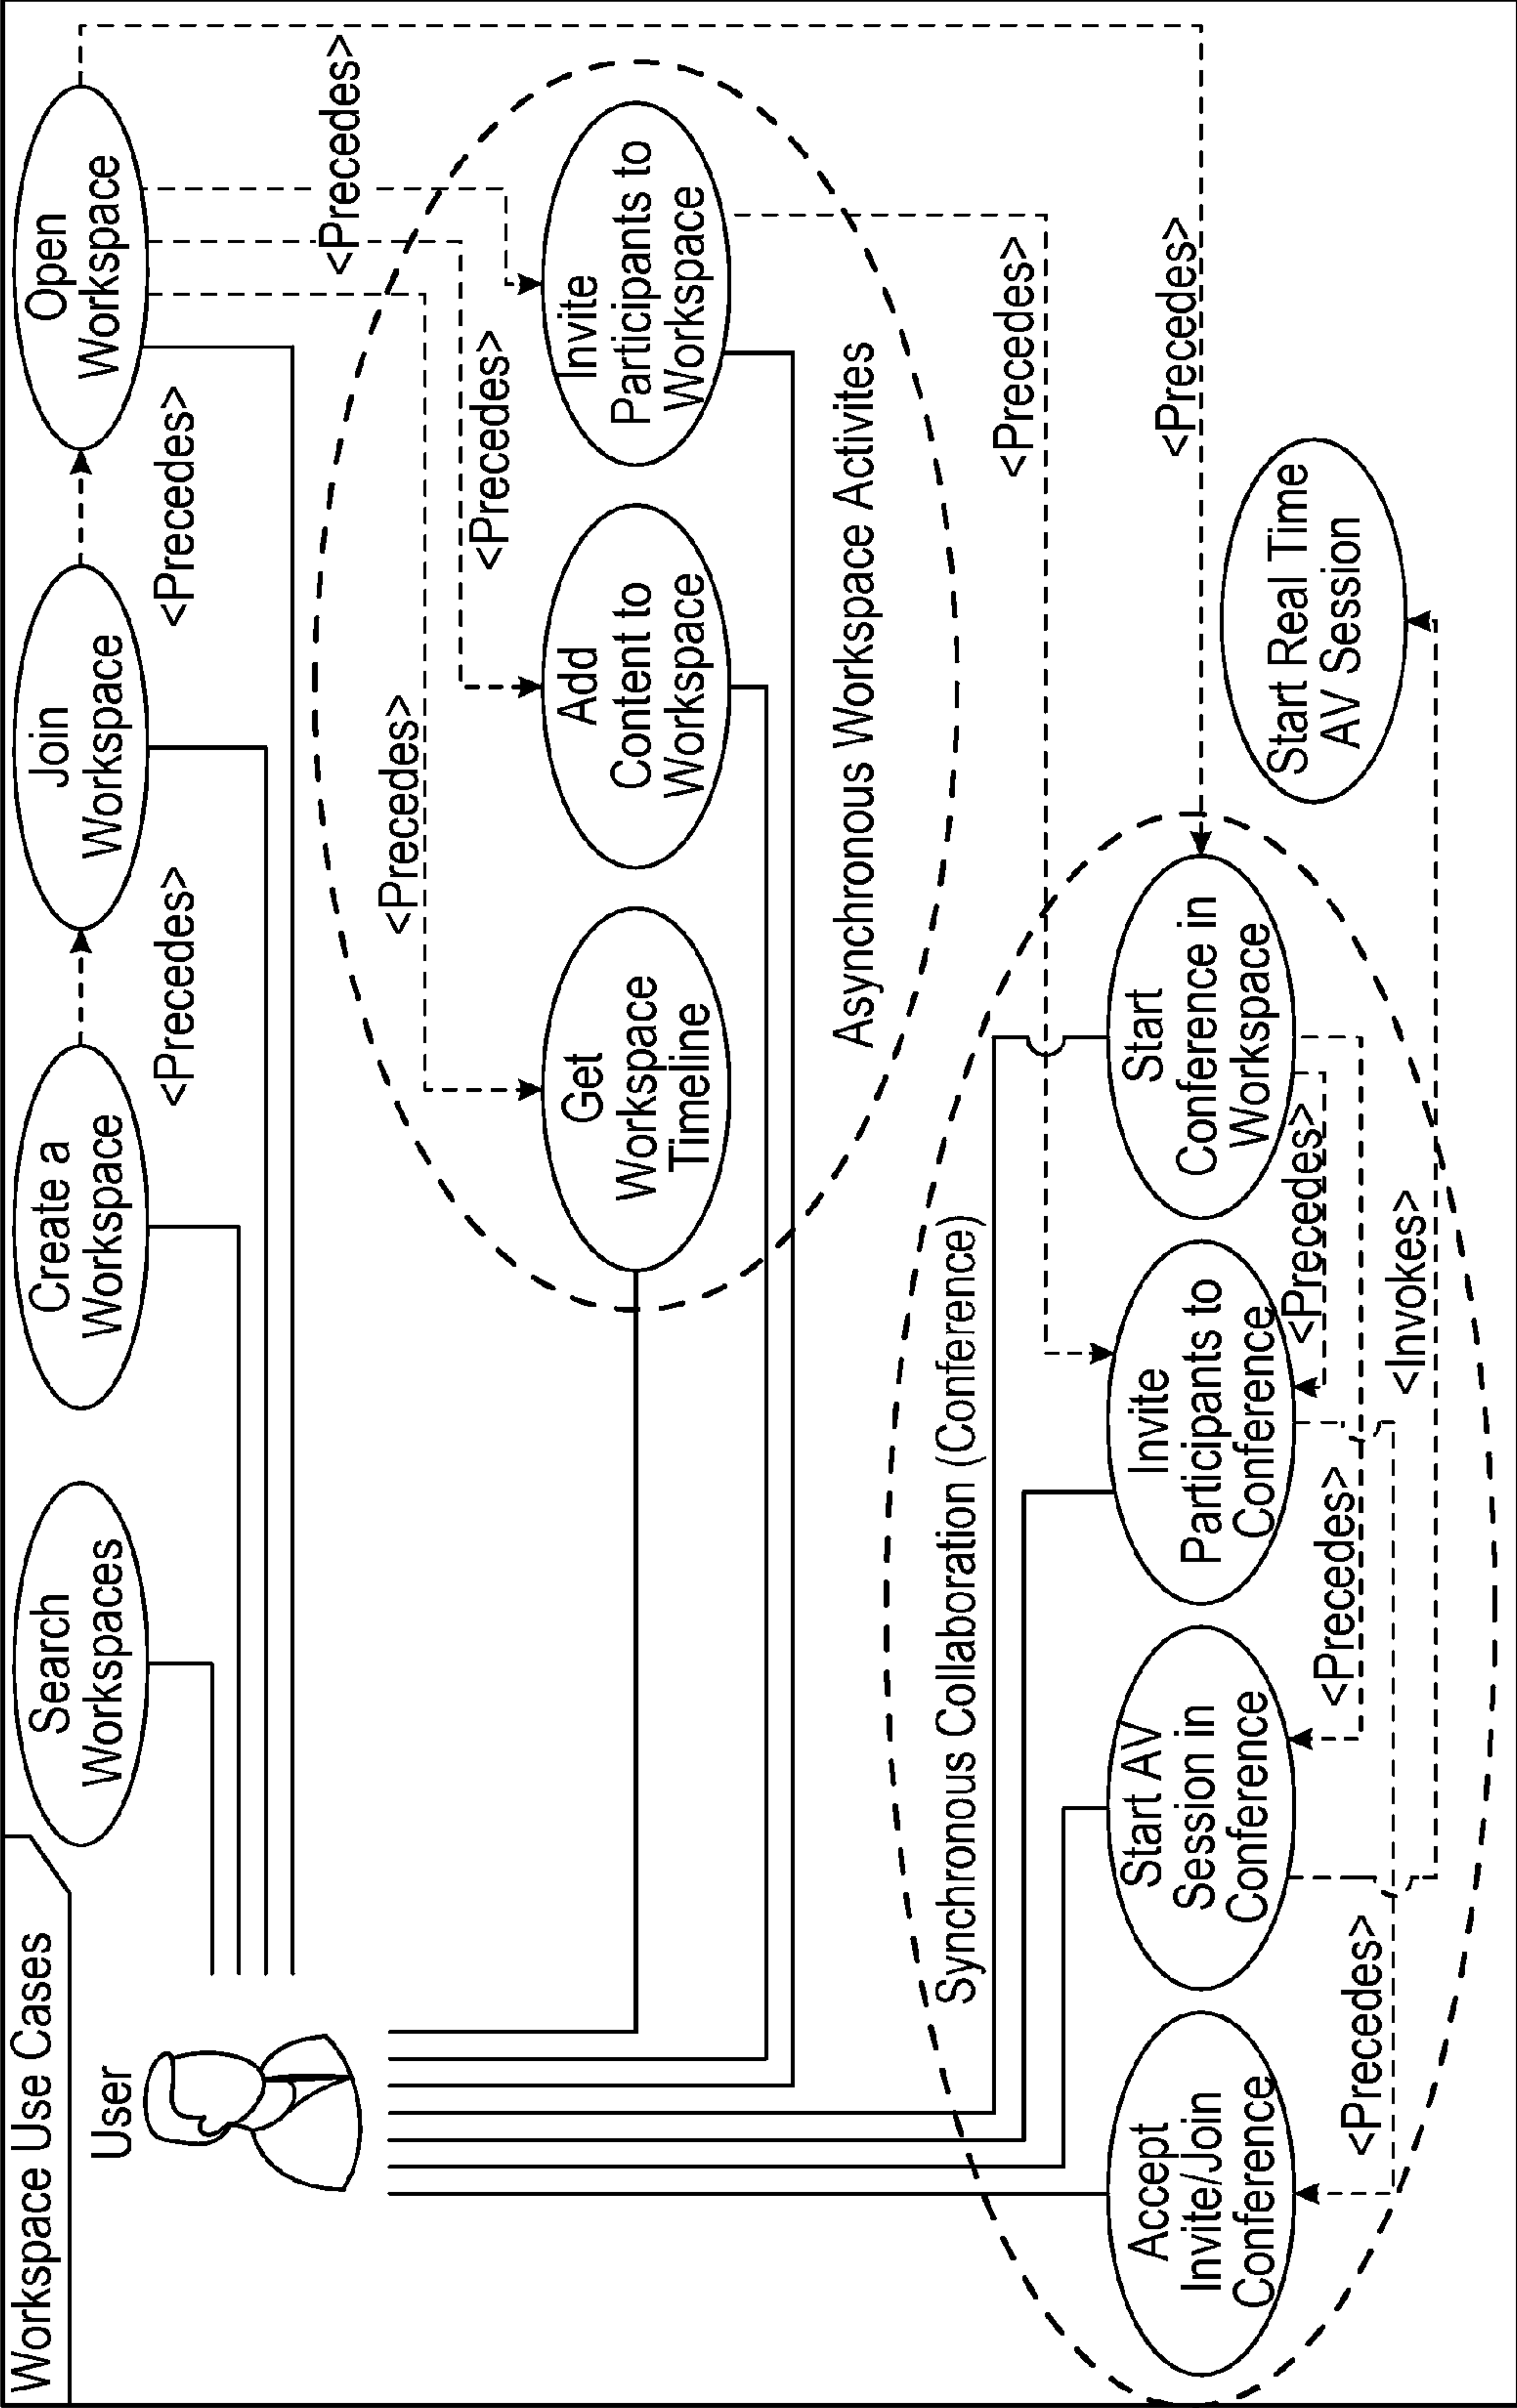 Workspace Use Cases
User
Search
Workspaces
Create a
Workspace
<Precedes>
Join
Workspace
<Precedes>
Open
Workspace
<Precedes>
<Precedes>
<Precedes>
Get
Workspace
Timeline
Add
Content to
Workspace
Invite
Participants to
Workspace
Asynchronous Workspace Activites
<Precedes>
<Precedes>
Synchronous Collaboration (Conference)
Accept
Invite/Join
Conference
Start AV
Session in
Conference
Invite
Participants to
Conference
Start
Conference in
Workspace
Start Real Time
AV Session
<Precedes>
<Precedes>
<Precedes>
<Invokes>